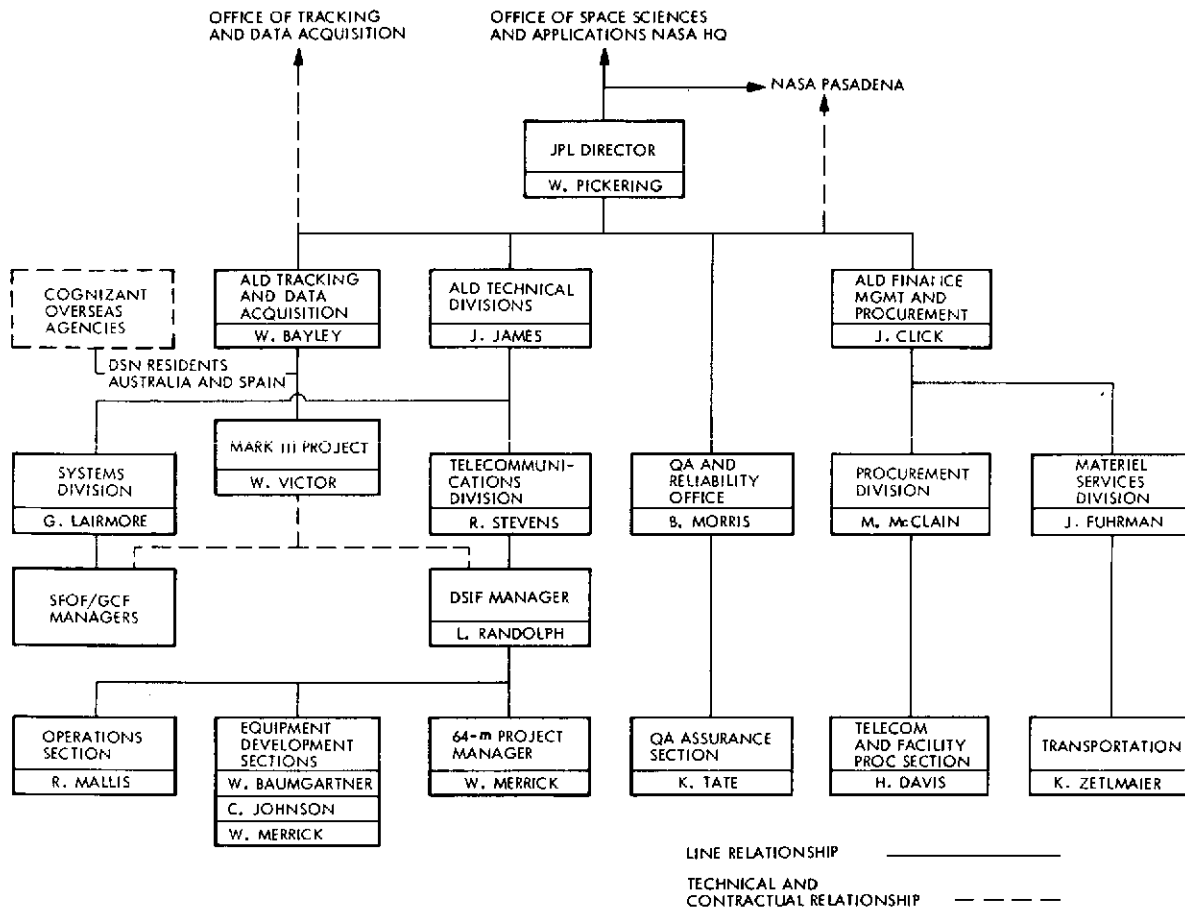 OFFICE OF TRACKING
AND DATA ACQUISITION
OFFICE OF SPACE SCIENCES
AND APPLICATIONS NASA HQ
NASA PASADENA
JPL DIRECTOR
W. PICKERING
COGNIZANT
OVERSEAS
AGENCIES
ALD TRACKING
AND DATA
ACQUISITION
W. BAYLEY
ALD TECHNICAL
DIVISIONS
J. JAMES
ALD FINANCE
MGMT AND
PROCUREMENT
J. CLICK
DSN RESIDENTS
AUSTRALIA AND SPAIN
SYSTEMS
DIVISION
G. LAIRMORE
MARK III PROJECT
W. VICTOR
TELECOMMUNI-
CATIONS
DIVISION
R. STEVENS
QA AND
RELIABILITY
OFFICE
B. MORRIS
PROCUREMENT
DIVISION
M. McCLAIN
MATERIEL
SERVICES
DIVISION
J. FUHRMAN
SFOF/GCF
MANAGERS
DSIF MANAGER
L. RANDOLPH
OPERATIONS
SECTION
R. MALLIS
EQUIPMENT
DEVELOPMENT
SECTIONS
W. BAUMGARTNER
C. JOHNSON
W. MERRICK
64-m PROJECT
MANAGER
W. MERRICK
QA ASSURANCE
SECTION
K. TATE
TELECOM
AND FACILITY
PROC SECTION
H. DAVIS
TRANSPORTATION
K. ZETLMAIER
LINE RELATIONSHIP
TECHNICAL AND
CONTRACTUAL RELATIONSHIP